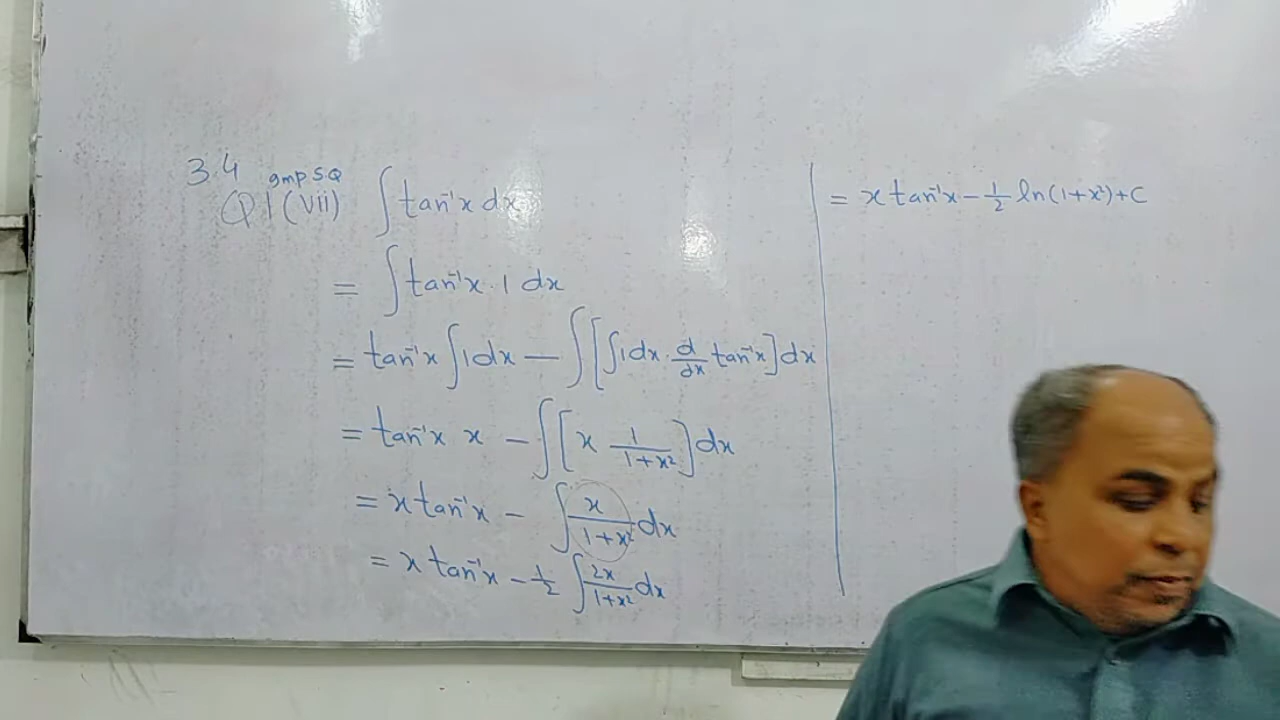 3.4 gmp SQ
Q1(vii) ∫tan⁻¹x dx
= ∫tan⁻¹x . 1 dx
= tan⁻¹x ∫1dx − ∫[∫1dx . d/dx tan⁻¹x]dx
= tan⁻¹x x − ∫[x 1/1+x²]dx
= x tan⁻¹x − ∫x/1+x² dx
= x tan⁻¹x − 1/2 ∫2x/1+x² dx
= x tan⁻¹x − 1/2 ln(1+x²)+C